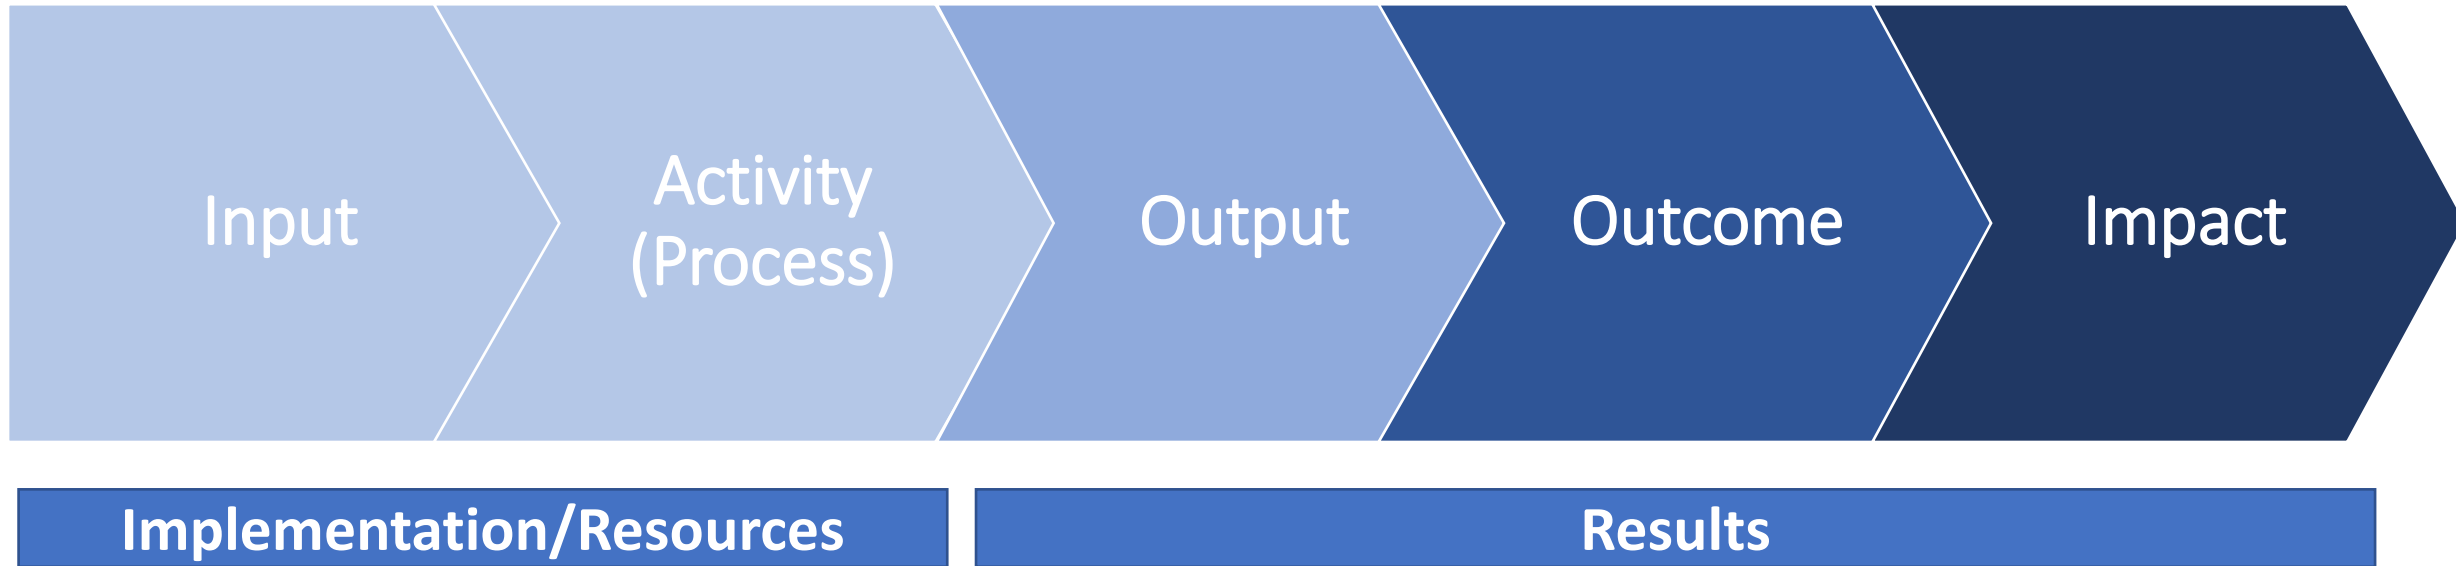 Input
Activity
(Process)
Output
Outcome
Impact
Implementation/Resources
Results